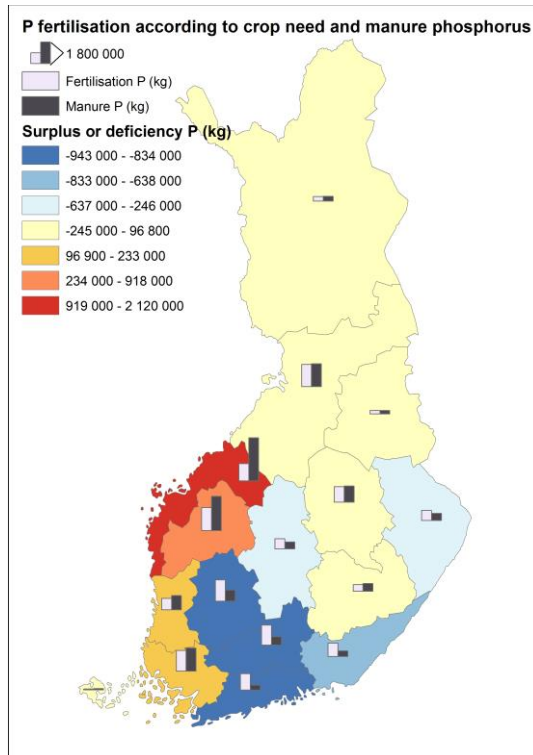 P fertilisation according to crop need and manure phosphorus
1 800 000
Fertilisation P (kg)
Manure P (kg)
Surplus or deficiency P (kg)
-943 000 - -834 000
-833 000 - -638 000
-637 000 - -246 000
-245 000 - 96 800
96 900 - 233 000
234 000 - 918 000
919 000 - 2 120 000